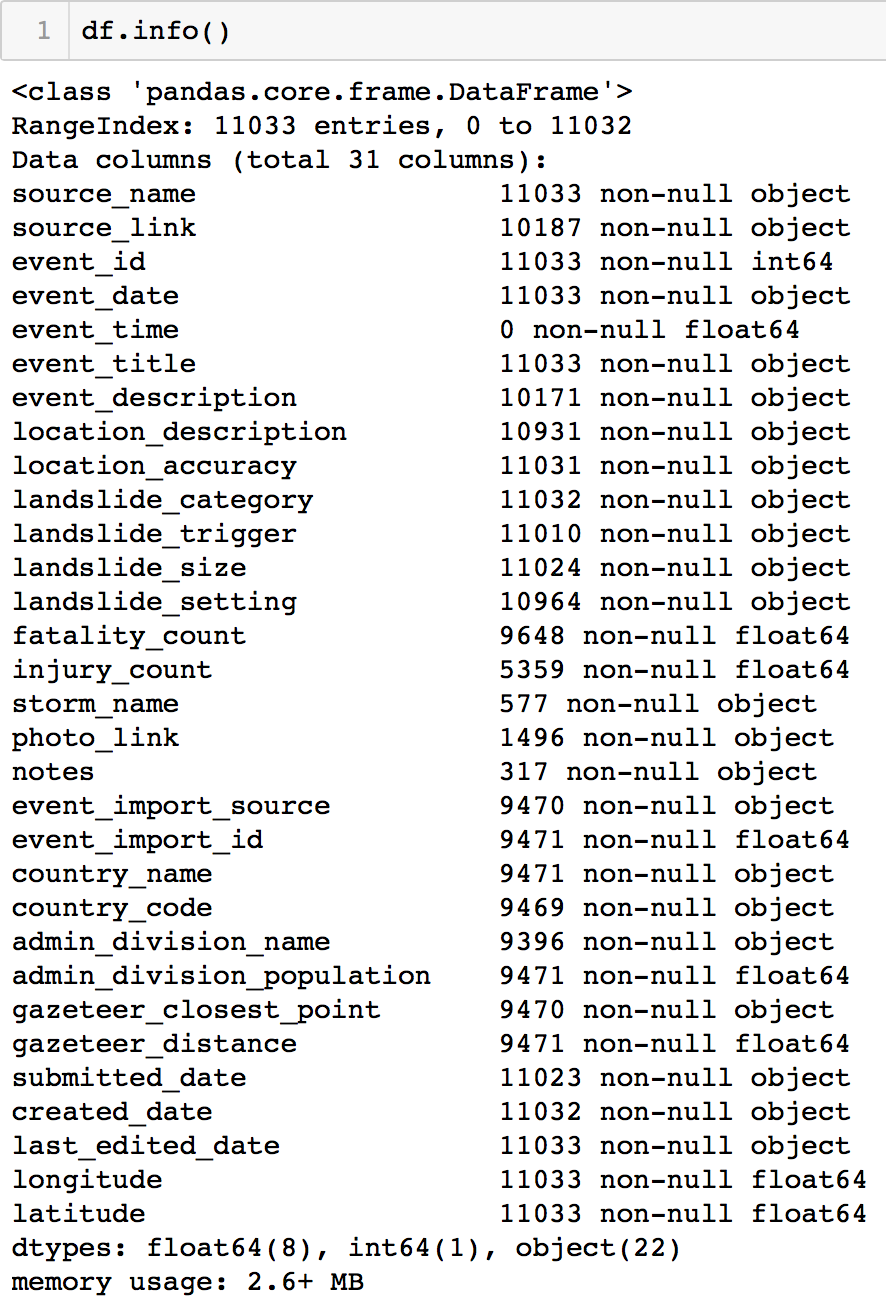 1 df.info()
<class 'pandas.core.frame.DataFrame'>
RangeIndex: 11033 entries, 0 to 11032
Data columns (total 31 columns):
source_name 11033 non-null object
source_link 10187 non-null object
event_id 11033 non-null int64
event_date 11033 non-null object
event_time 0 non-null float64
event_title 11033 non-null object
event_description 10171 non-null object
location_description 10931 non-null object
location_accuracy 11031 non-null object
landslide_category 11032 non-null object
landslide_trigger 11010 non-null object
landslide_size 11024 non-null object
landslide_setting 10964 non-null object
fatality_count 9648 non-null float64
injury_count 5359 non-null float64
storm_name 577 non-null object
photo_link 1496 non-null object
notes 317 non-null object
event_import_source 9470 non-null object
event_import_id 9471 non-null float64
country_name 9471 non-null object
country_code 9469 non-null object
admin_division_name 9396 non-null object
admin_division_population 9471 non-null float64
gazeteer_closest_point 9470 non-null object
gazeteer_distance 9471 non-null float64
submitted_date 11023 non-null object
created_date 11032 non-null object
last_edited_date 11033 non-null object
longitude 11033 non-null float64
latitude 11033 non-null float64
dtypes: float64(8), int64(1), object(22)
memory usage: 2.6+ MB